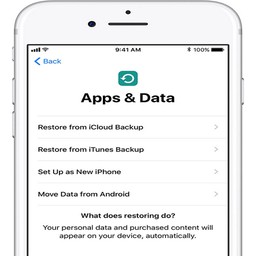 9:41 AM
100%
Back
Apps & Data
Restore from iCloud Backup
Restore from iTunes Backup
Set Up as New iPhone
Move Data from Android
What does restoring do?
Your personal data and purchased content will
appear on your device, automatically.